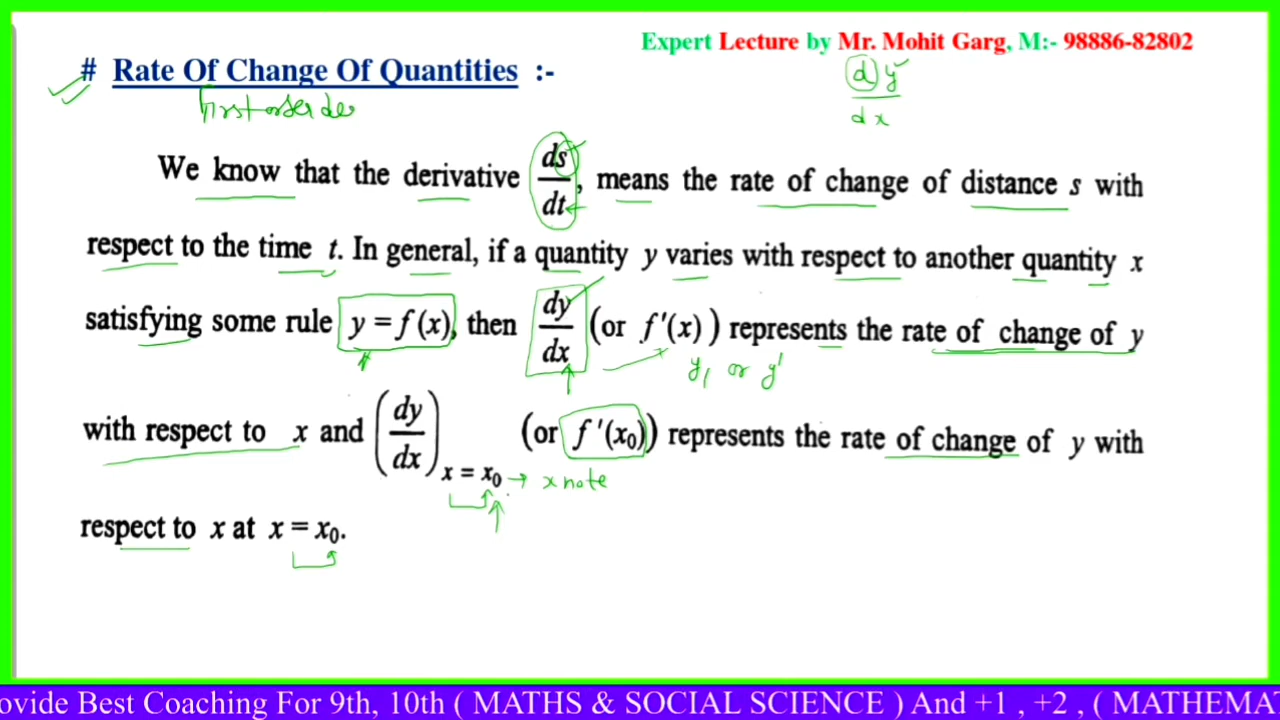 Expert Lecture by Mr. Mohit Garg, M:- 98886-82802
# Rate Of Change Of Quantities :-
dy/dx
first order der
We know that the derivative ds/dt, means the rate of change of distance s with
respect to the time t. In general, if a quantity y varies with respect to another quantity x
satisfying some rule y = f(x), then dy/dx (or f'(x)) represents the rate of change of y
y₁ or y'
with respect to x and (dy/dx)x = x₀ (or f'(x₀)) represents the rate of change of y with
→ x note
respect to x at x = x₀.
ovide Best Coaching For 9th, 10th ( MATHS & SOCIAL SCIENCE ) And +1 , +2 , ( MATHEMA